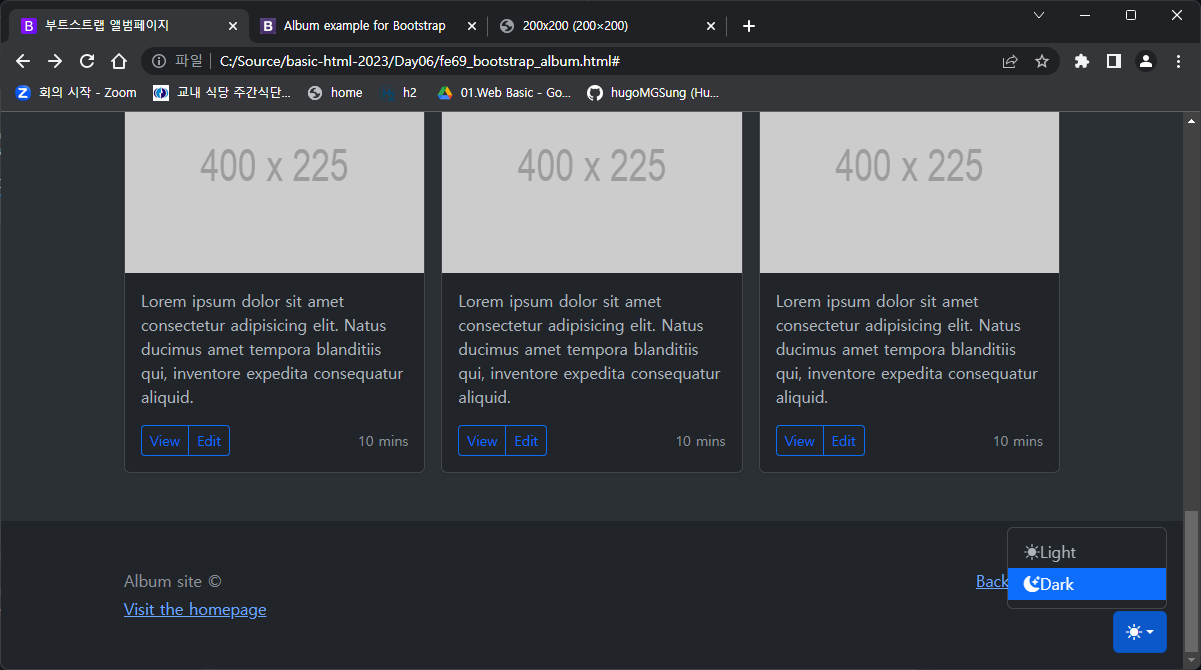 부트스트랩 앨범페이지
Album example for Bootstrap
200x200 (200×200)
파일
C:/Source/basic-html-2023/Day06/fe69_bootstrap_album.html#
회의 시작 - Zoom
교내 식당 주간식단...
home
h2
01.Web Basic - Go...
hugoMGSung (Hu...
400 x 225
400 x 225
400 x 225
Lorem ipsum dolor sit amet
consectetur adipisicing elit. Natus
ducimus amet tempora blanditiis
qui, inventore expedita consequatur
aliquid.
View Edit 10 mins
Lorem ipsum dolor sit amet
consectetur adipisicing elit. Natus
ducimus amet tempora blanditiis
qui, inventore expedita consequatur
aliquid.
View Edit 10 mins
Lorem ipsum dolor sit amet
consectetur adipisicing elit. Natus
ducimus amet tempora blanditiis
qui, inventore expedita consequatur
aliquid.
View Edit 10 mins
Album site ©
Visit the homepage
Back
Light
Dark